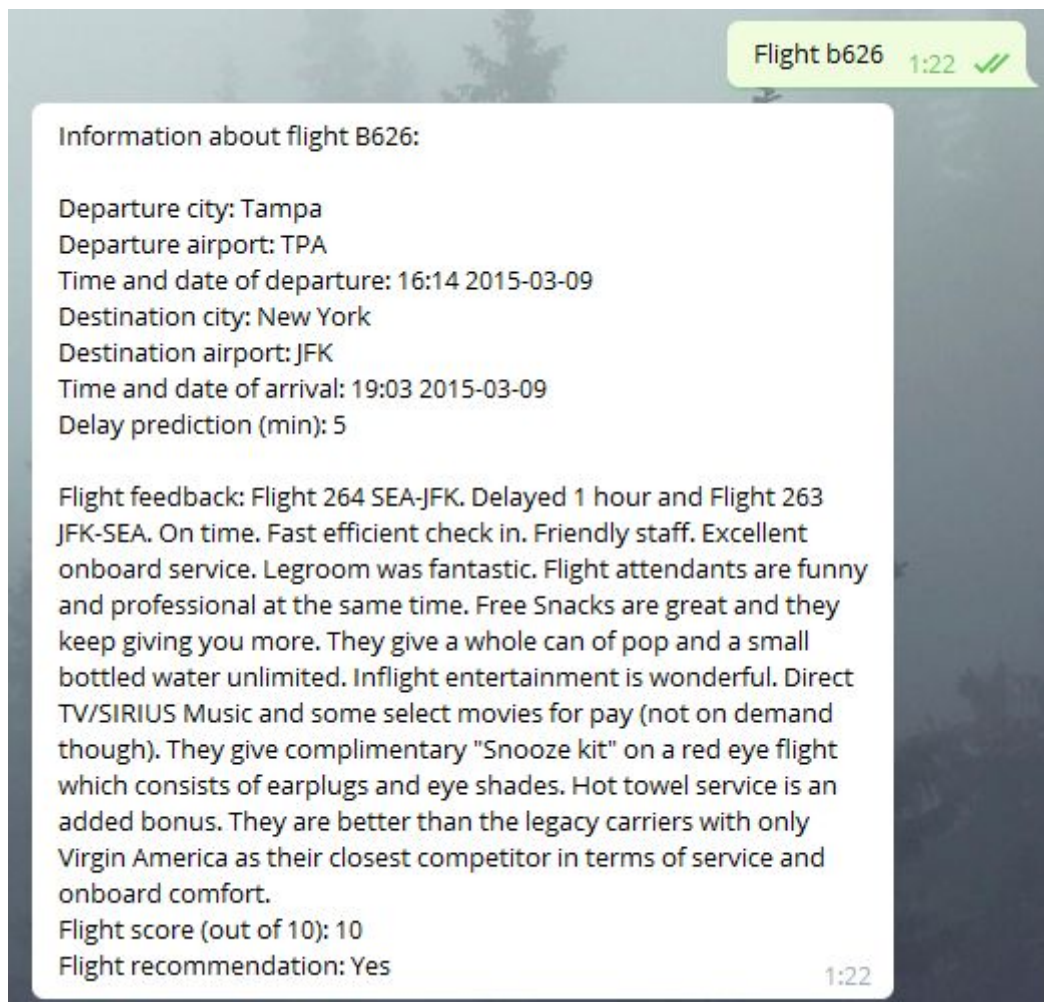 Flight b626 1:22
Information about flight B626:
Departure city: Tampa
Departure airport: TPA
Time and date of departure: 16:14 2015-03-09
Destination city: New York
Destination airport: JFK
Time and date of arrival: 19:03 2015-03-09
Delay prediction (min): 5
Flight feedback: Flight 264 SEA-JFK. Delayed 1 hour and Flight 263
JFK-SEA. On time. Fast efficient check in. Friendly staff. Excellent
onboard service. Legroom was fantastic. Flight attendants are funny
and professional at the same time. Free Snacks are great and they
keep giving you more. They give a whole can of pop and a small
bottled water unlimited. Inflight entertainment is wonderful. Direct
TV/SIRIUS Music and some select movies for pay (not on demand
though). They give complimentary "Snooze kit" on a red eye flight
which consists of earplugs and eye shades. Hot towel service is an
added bonus. They are better than the legacy carriers with only
Virgin America as their closest competitor in terms of service and
onboard comfort.
Flight score (out of 10): 10
Flight recommendation: Yes
1:22